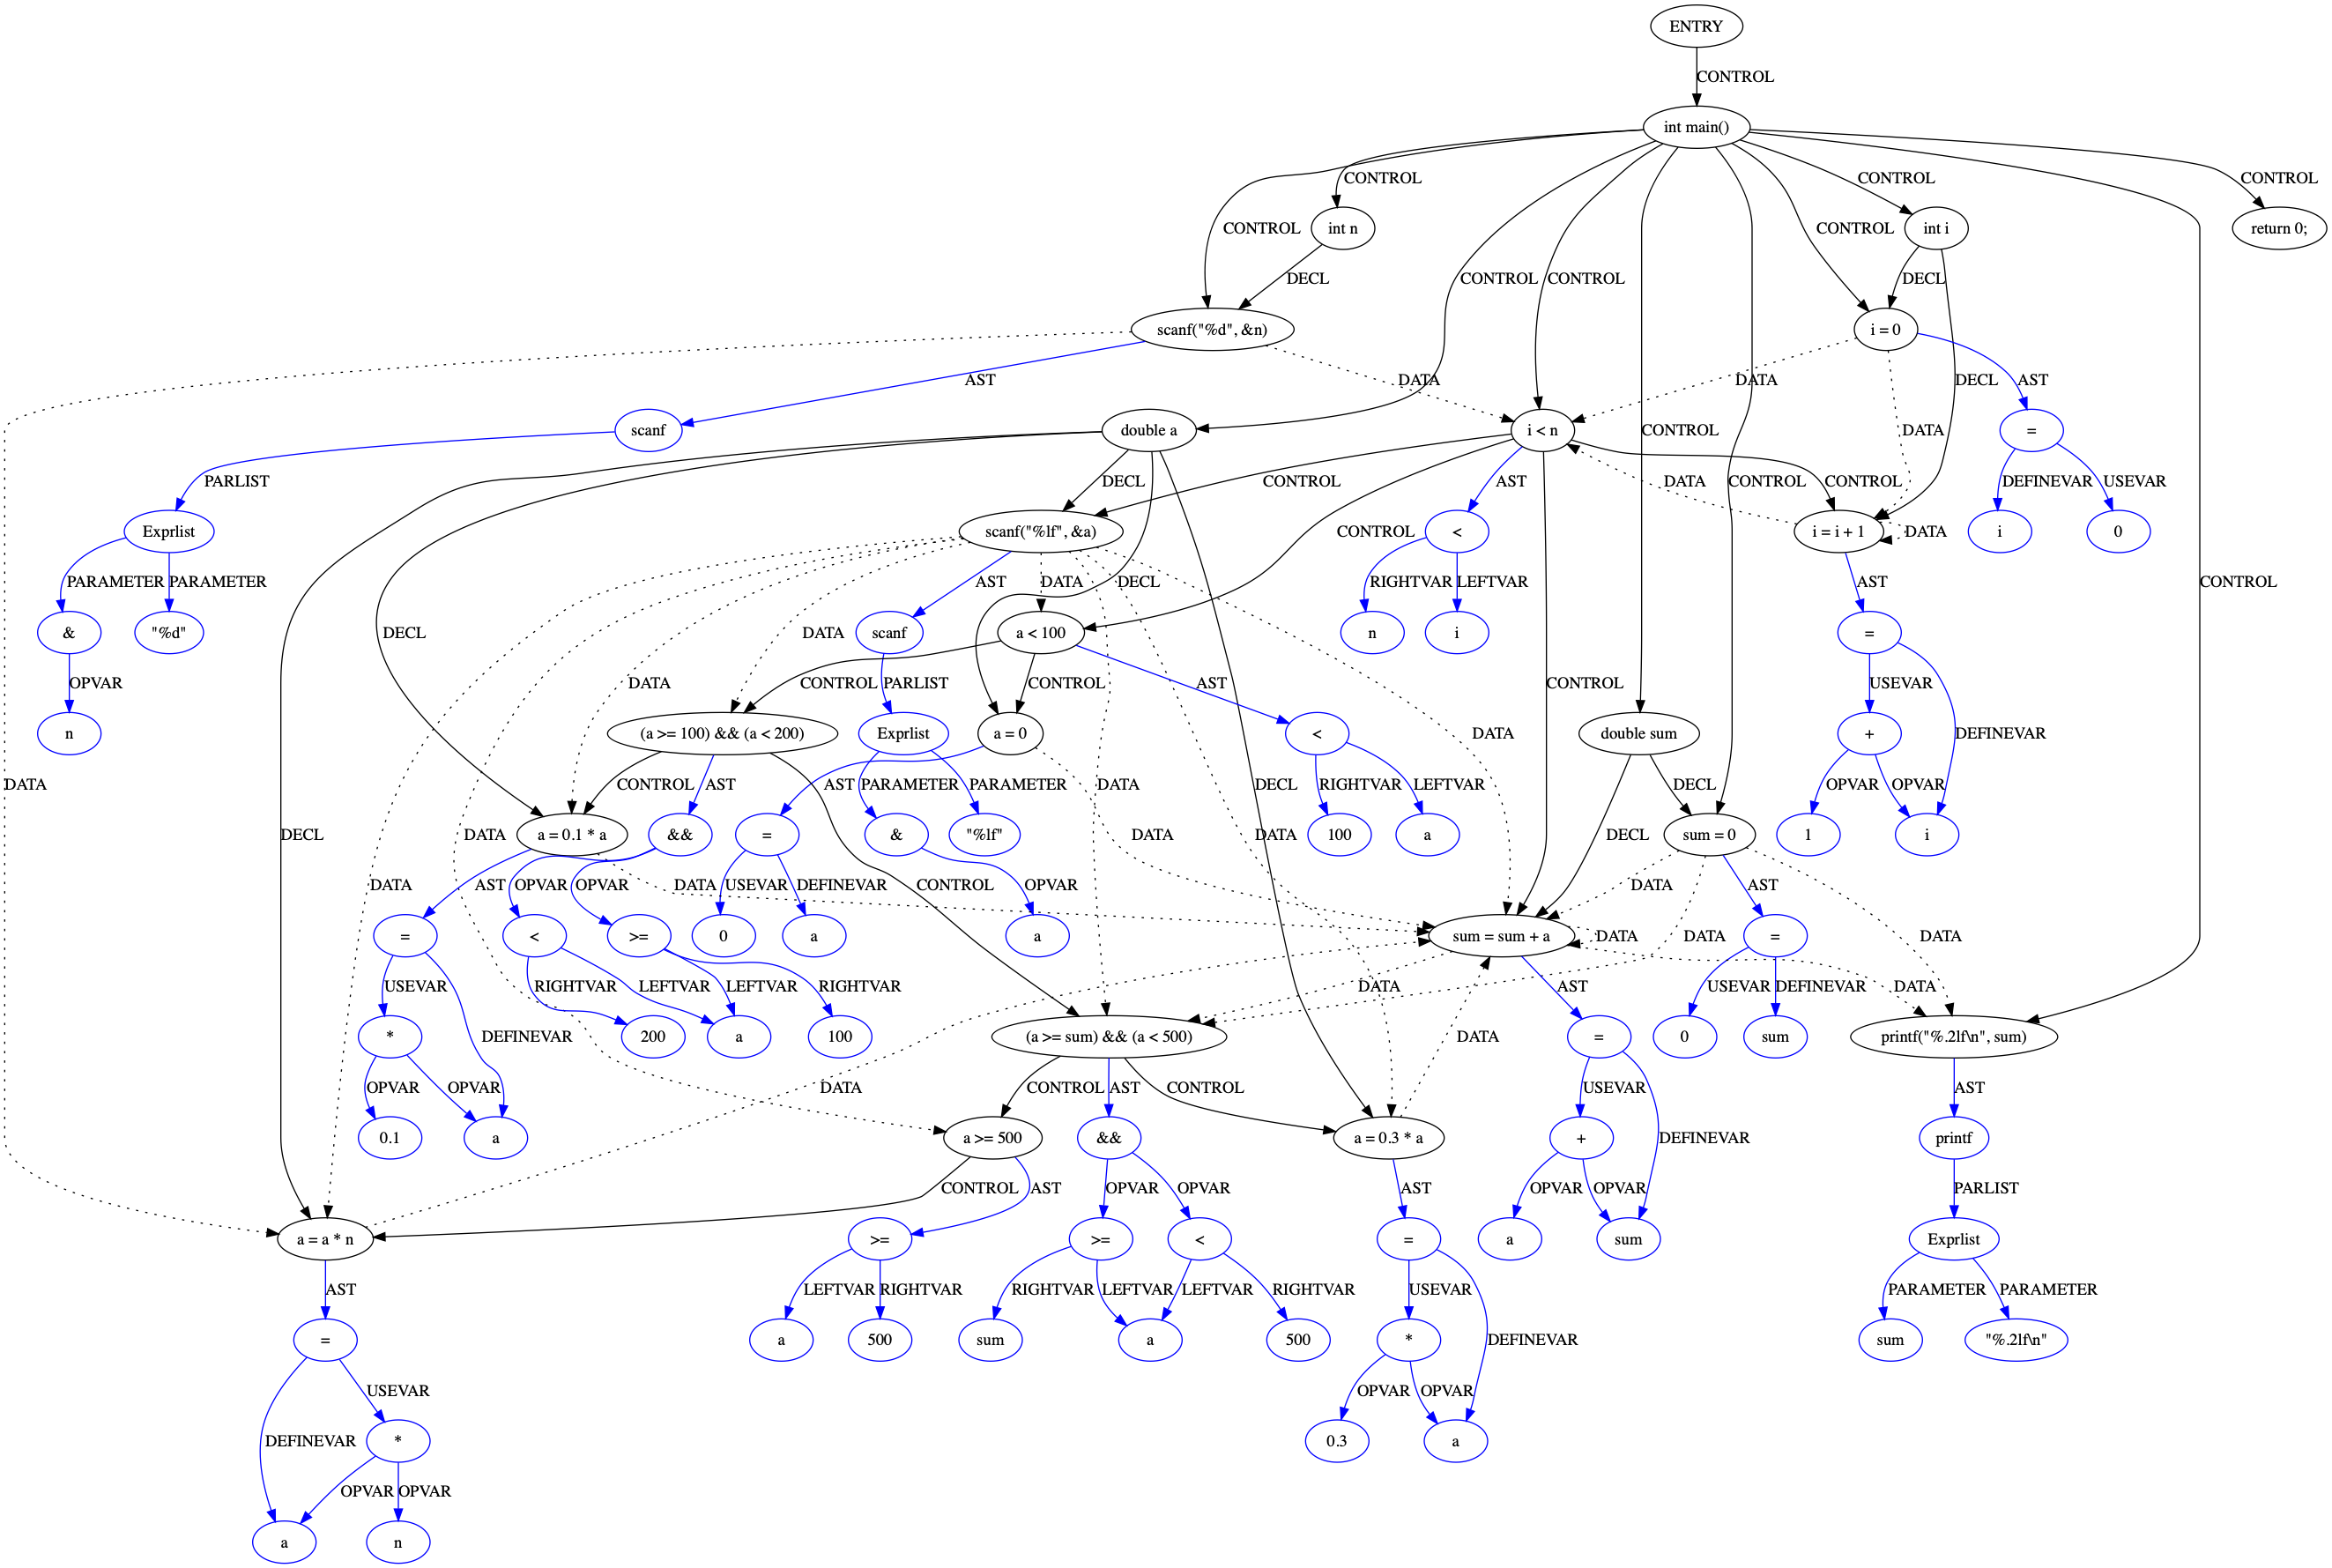 ENTRY
CONTROL
int main()
CONTROL
CONTROL
CONTROL
CONTROL
int n
int i
return 0;
CONTROL
CONTROL
DECL
CONTROL
CONTROL
DECL
scanf("%d", &n)
i = 0
AST
DATA
DATA
DECL
AST
scanf
double a
i < n
CONTROL
DATA
=
PARLIST
DECL
CONTROL
AST
DATA
CONTROL
CONTROL
DEFINEVAR
USEVAR
Exprlist
scanf("%lf", &a)
CONTROL
<
i = i + 1
DATA
i
0
PARAMETER
PARAMETER
AST
DATA
DECL
RIGHTVAR
LEFTVAR
AST
CONTROL
&
"%d"
DECL
DATA
scanf
a < 100
n
i
=
OPVAR
DATA
CONTROL
PARLIST
CONTROL
AST
CONTROL
USEVAR
n
(a >= 100) && (a < 200)
Exprlist
a = 0
DATA
<
double sum
+
DEFINEVAR
DATA
CONTROL
AST
AST
PARAMETER
PARAMETER
DATA
DECL
RIGHTVAR
LEFTVAR
DECL
OPVAR
OPVAR
DECL
DATA
a = 0.1 * a
&&
=
&
"%lf"
DATA
DATA
100
a
DECL
sum = 0
1
i
DATA
AST
OPVAR
OPVAR
DATA
USEVAR
DEFINEVAR
CONTROL
OPVAR
DATA
AST
=
<
>=
0
a
a
sum = sum + a
DATA
DATA
=
DATA
USEVAR
RIGHTVAR
LEFTVAR
LEFTVAR
RIGHTVAR
DATA
AST
USEVAR
DEFINEVAR
DATA
*
DEFINEVAR
200
a
100
(a >= sum) && (a < 500)
DATA
=
0
sum
printf("%.2lf\n", sum)
OPVAR
OPVAR
DATA
CONTROL
AST
CONTROL
USEVAR
AST
0.1
a
a >= 500
&&
a = 0.3 * a
+
DEFINEVAR
printf
CONTROL
AST
OPVAR
OPVAR
AST
OPVAR
OPVAR
PARLIST
a = a * n
>=
>=
<
=
a
sum
Exprlist
AST
LEFTVAR
RIGHTVAR
RIGHTVAR
LEFTVAR
LEFTVAR
RIGHTVAR
USEVAR
PARAMETER
PARAMETER
=
a
500
sum
a
500
*
DEFINEVAR
sum
"%.2lf\n"
USEVAR
OPVAR
OPVAR
DEFINEVAR
*
0.3
a
OPVAR
OPVAR
a
n